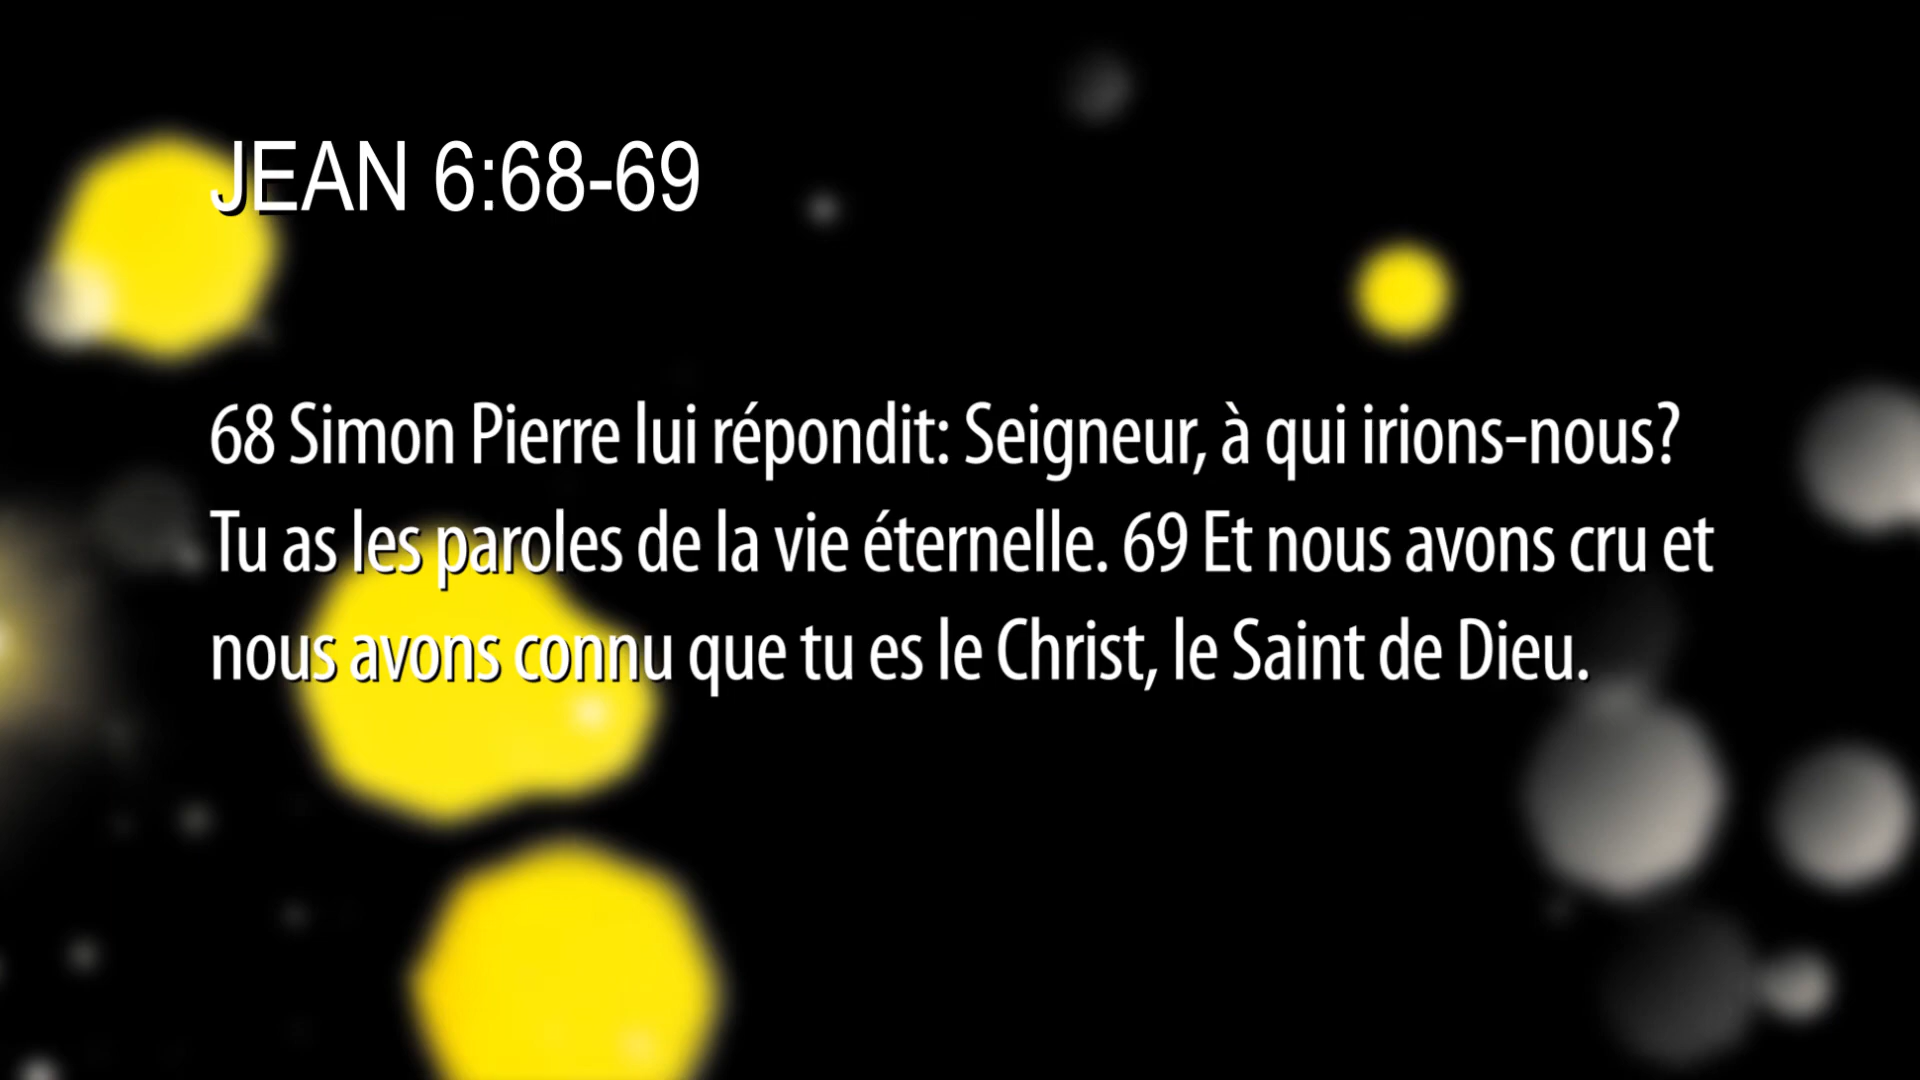 JEAN 6:68-69
68 Simon Pierre lui répondit: Seigneur, à qui irions-nous?
Tu as les paroles de la vie éternelle. 69 Et nous avons cru et
nous avons connu que tu es le Christ, le Saint de Dieu.